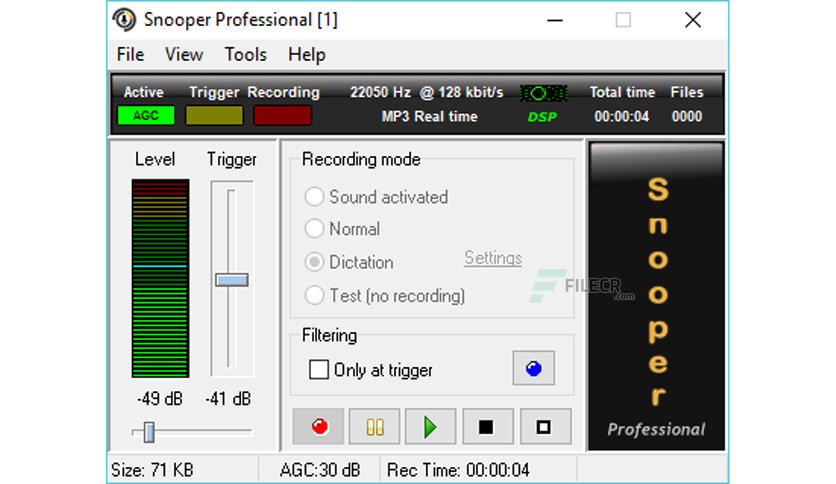 Snooper Professional [1]
File View Tools Help
Active Trigger Recording 22050 Hz @ 128 kbit/s Total time Files
AGC MP3 Real time DSP 00:00:04 0000
Level Trigger
-49 dB -41 dB
Recording mode
Sound activated
Normal
Dictation Settings
Test (no recording)
Filtering
Only at trigger
FILECR.com
Snooper
Professional
Size: 71 KB AGC:30 dB Rec Time: 00:00:04